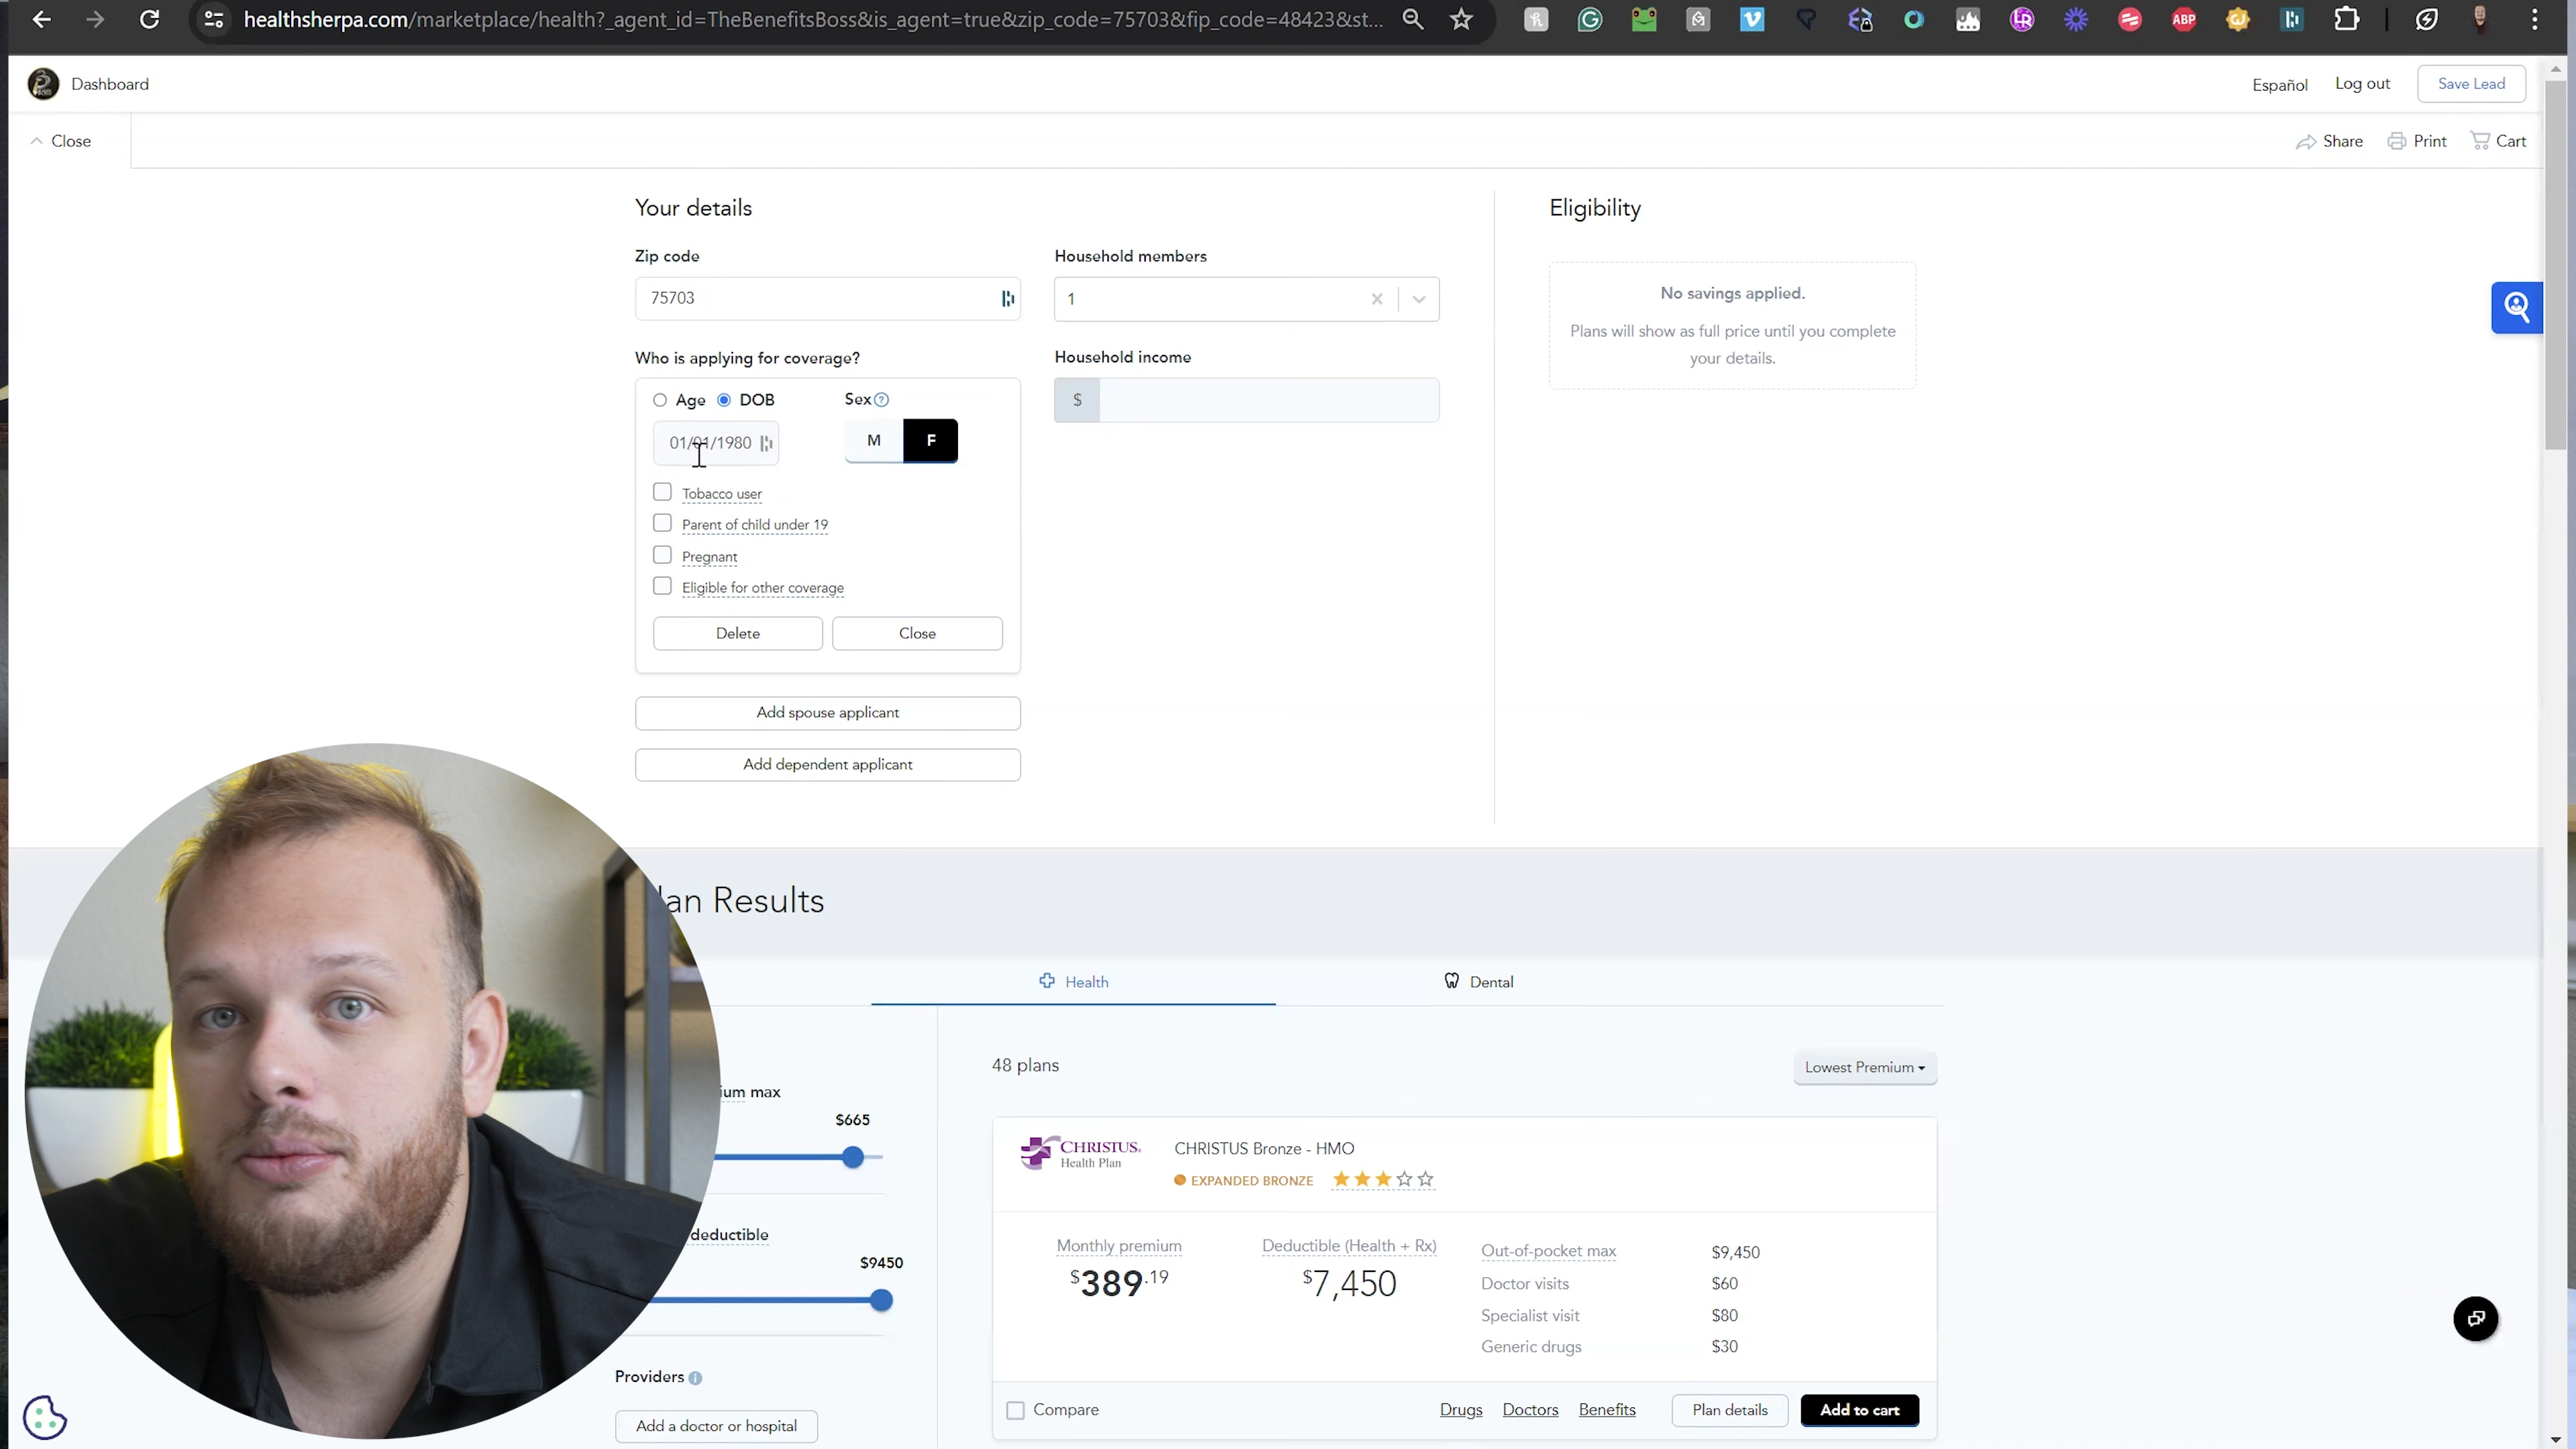 healthsherpa.com/marketplace/health?_agent_id=TheBenefitsBoss&is_agent=true&zip_code=75703&fip_code=48423&st...
ABP
Dashboard
Español
Log out
Save Lead
Close
Share
Print
Cart
Your details
Eligibility
Zip code
Household members
75703
1
No savings applied.
Plans will show as full price until you complete
your details.
Who is applying for coverage?
Household income
Age
DOB
Sex
$
01/01/1980
M
F
Tobacco user
Parent of child under 19
Pregnant
Eligible for other coverage
Delete
Close
Add spouse applicant
Add dependent applicant
an Results
Health
Dental
48 plans
Lowest Premium
um max
$665
CHRISTUS
Health Plan
CHRISTUS Bronze - HMO
EXPANDED BRONZE
deductible
$9450
Monthly premium
$389.19
Deductible (Health + Rx)
$7,450
Out-of-pocket max
$9,450
Doctor visits
$60
Specialist visit
$80
Generic drugs
$30
Providers
Add a doctor or hospital
Compare
Drugs
Doctors
Benefits
Plan details
Add to cart